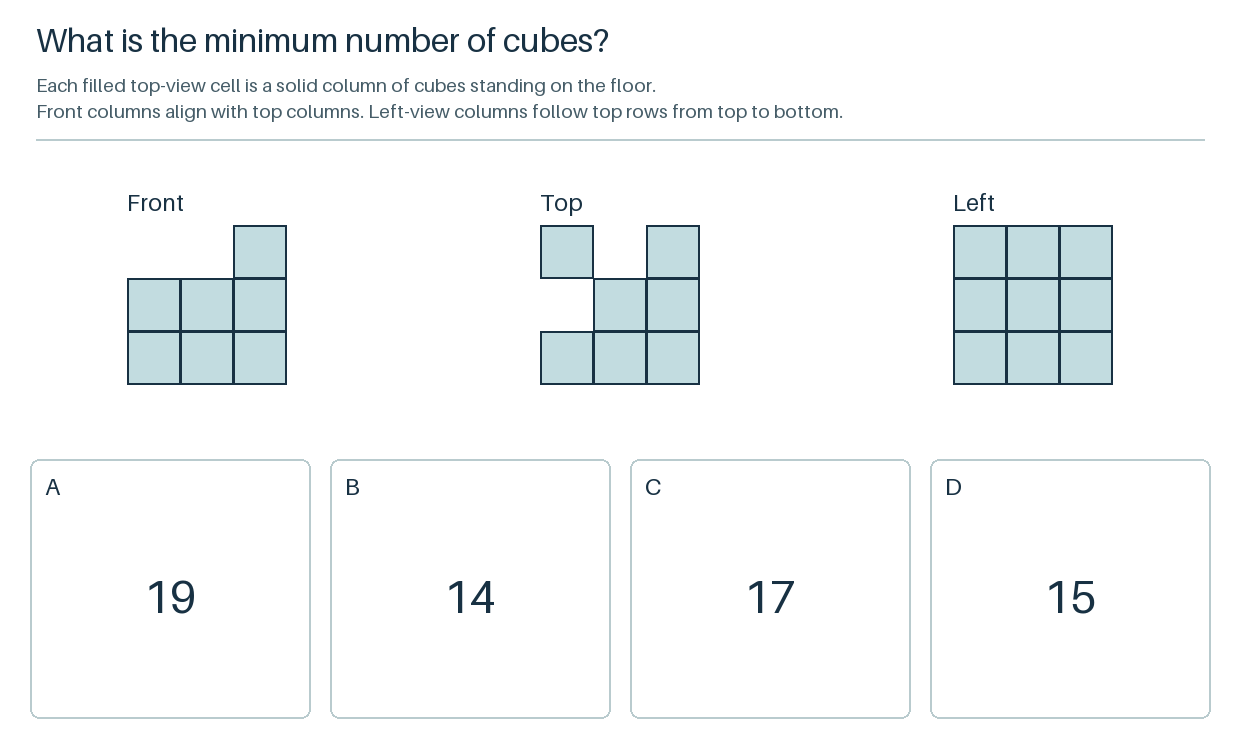 What is the minimum number of cubes?
Each filled top-view cell is a solid column of cubes standing on the floor.
Front columns align with top columns. Left-view columns follow top rows from top to bottom.
Front
Top
Left
A
B
C
D
19
14
17
15